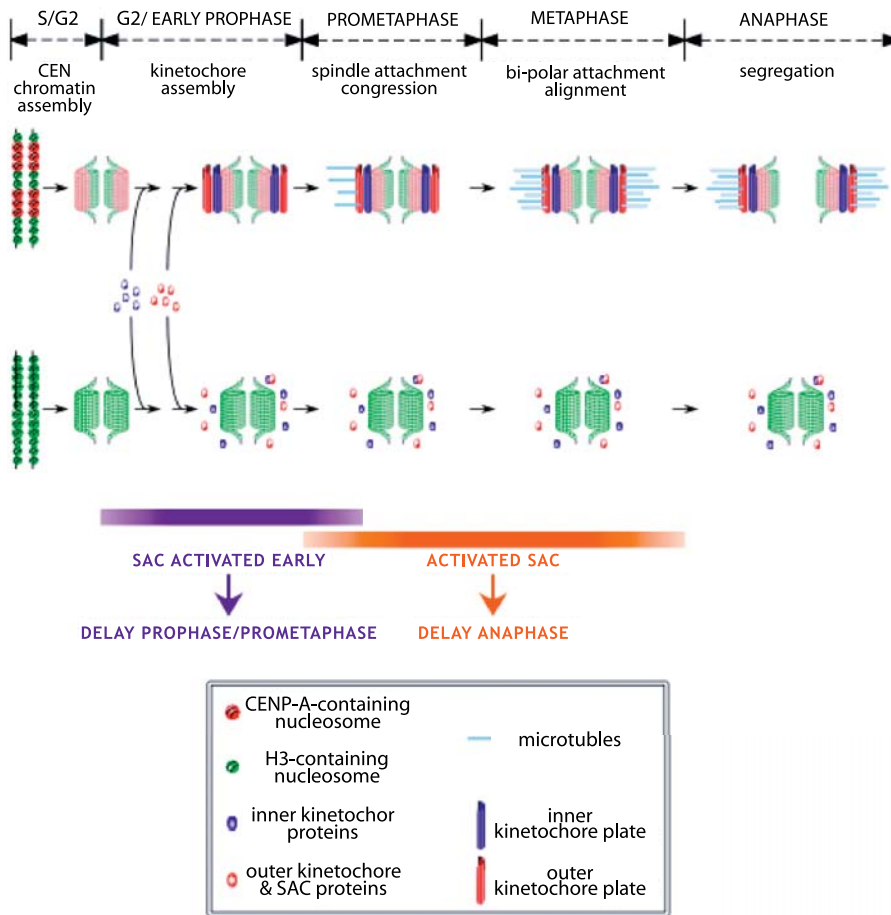 S/G2
G2/ EARLY PROPHASE
PROMETAPHASE
METAPHASE
ANAPHASE
CEN
chromatin
assembly
kinetochore
assembly
spindle attachment
congression
bi-polar attachment
alignment
segregation
SAC ACTIVATED EARLY
ACTIVATED SAC
DELAY PROPHASE/PROMETAPHASE
DELAY ANAPHASE
CENP-A-containing
nucleosome
H3-containing
nucleosome
inner kinetochor
proteins
outer kinetochore
& SAC proteins
microtubles
inner
kinetochore plate
outer
kinetochore plate